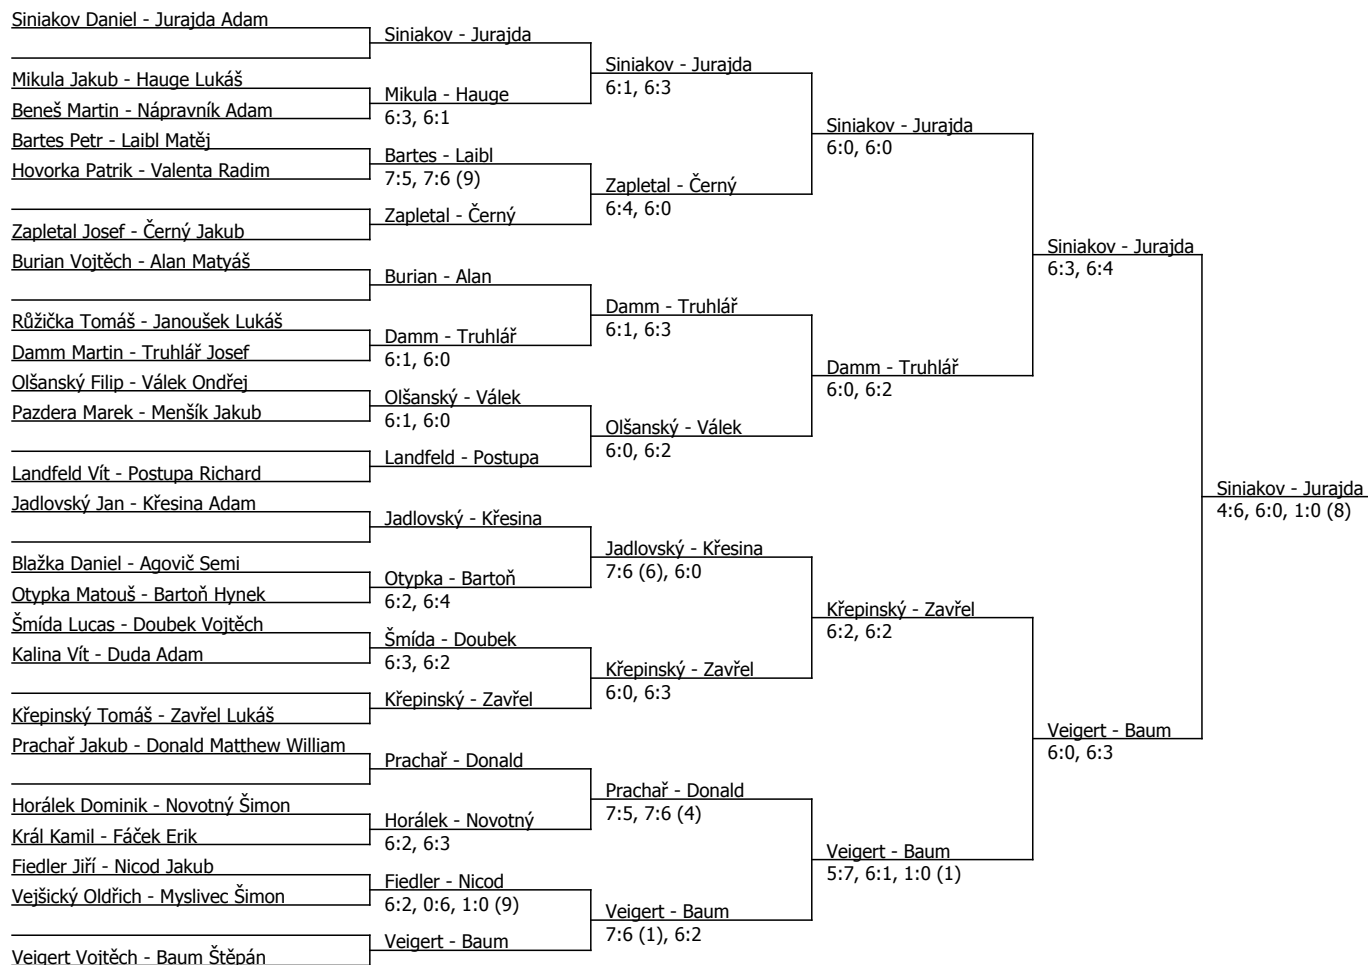 Siniakov Daniel - Jurajda Adam
Mikula Jakub - Hauge Lukáš
Beneš Martin - Nápravník Adam
Bartes Petr - Laibl Matěj
Hovorka Patrik - Valenta Radim
Zapletal Josef - Černý Jakub
Burian Vojtěch - Alan Matyáš
Růžička Tomáš - Janoušek Lukáš
Damm Martin - Truhlář Josef
Olšanský Filip - Válek Ondřej
Pazdera Marek - Menšík Jakub
Landfeld Vít - Postupa Richard
Jadlovský Jan - Křesina Adam
Blažka Daniel - Agovič Semi
Otypka Matouš - Bartoň Hynek
Šmída Lucas - Doubek Vojtěch
Kalina Vít - Duda Adam
Křepinský Tomáš - Zavřel Lukáš
Prachař Jakub - Donald Matthew William
Horálek Dominik - Novotný Šimon
Král Kamil - Fáček Erik
Fiedler Jiří - Nicod Jakub
Vejšický Oldřich - Myslivec Šimon
Veigert Vojtěch - Baum Štěpán
Siniakov - Jurajda
Mikula - Hauge
6:3, 6:1
Bartes - Laibl
7:5, 7:6 (9)
Zapletal - Černý
Burian - Alan
Damm - Truhlář
6:1, 6:0
Olšanský - Válek
6:1, 6:0
Landfeld - Postupa
Jadlovský - Křesina
Otypka - Bartoň
6:2, 6:4
Šmída - Doubek
6:3, 6:2
Křepinský - Zavřel
Prachař - Donald
Horálek - Novotný
6:2, 6:3
Fiedler - Nicod
6:2, 0:6, 1:0 (9)
Veigert - Baum
Siniakov - Jurajda
6:1, 6:3
Zapletal - Černý
6:4, 6:0
Damm - Truhlář
6:1, 6:3
Olšanský - Válek
6:0, 6:2
Jadlovský - Křesina
7:6 (6), 6:0
Křepinský - Zavřel
6:0, 6:3
Prachař - Donald
7:5, 7:6 (4)
Veigert - Baum
7:6 (1), 6:2
Siniakov - Jurajda
6:0, 6:0
Damm - Truhlář
6:0, 6:2
Křepinský - Zavřel
6:2, 6:2
Veigert - Baum
5:7, 6:1, 1:0 (1)
Siniakov - Jurajda
6:3, 6:4
Veigert - Baum
6:0, 6:3
Siniakov - Jurajda
4:6, 6:0, 1:0 (8)